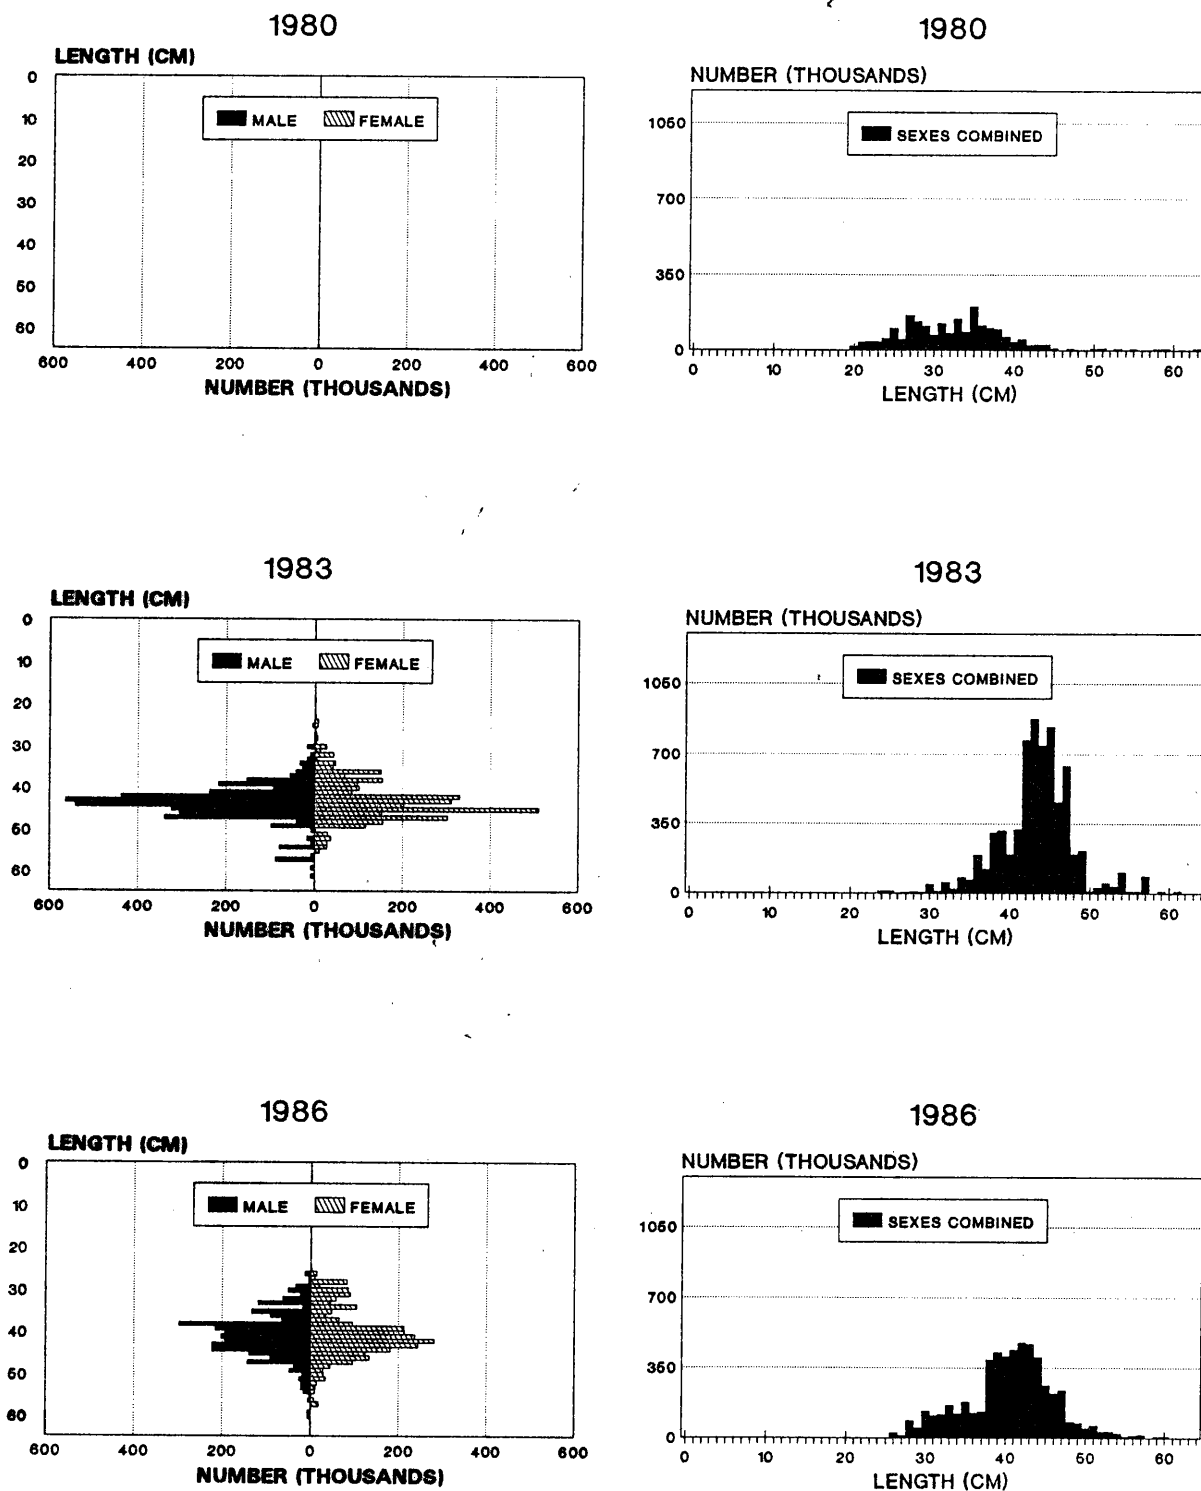 1980
LENGTH (CM)
0
10
20
30
40
50
60
MALE FEMALE
600 400 200 0 200 400 600
NUMBER (THOUSANDS)
1980
NUMBER (THOUSANDS)
1050
700
350
0
SEXES COMBINED
0 10 20 30 40 50 60
LENGTH (CM)
1983
LENGTH (CM)
0
10
20
30
40
50
60
MALE FEMALE
600 400 200 0 200 400 600
NUMBER (THOUSANDS)
1983
NUMBER (THOUSANDS)
1050
700
350
0
SEXES COMBINED
0 10 20 30 40 50 60
LENGTH (CM)
1986
LENGTH (CM)
0
10
20
30
40
50
60
MALE FEMALE
600 400 200 0 200 400 600
NUMBER (THOUSANDS)
1986
NUMBER (THOUSANDS)
1050
700
350
0
SEXES COMBINED
0 10 20 30 40 50 60
LENGTH (CM)